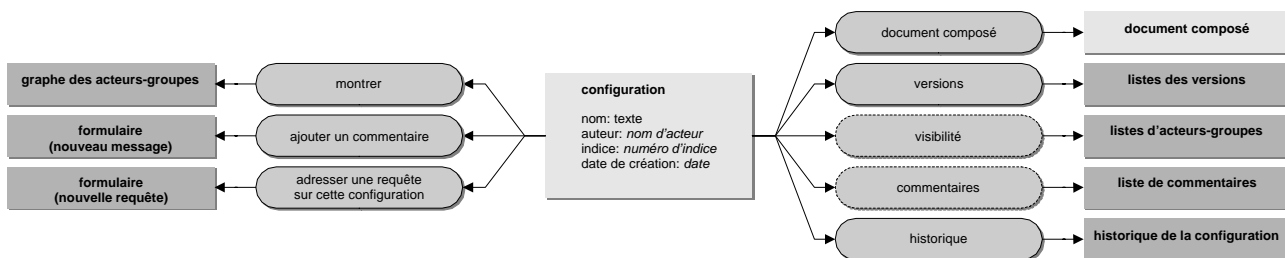 graphe des acteurs-groupes
montrer
formulaire
(nouveau message)
ajouter un commentaire
formulaire
(nouvelle requête)
adresser une requête
sur cette configuration
configuration
nom: texte
auteur: nom d'acteur
indice: numéro d'indice
date de création: date
document composé
document composé
versions
listes des versions
visibilité
listes d'acteurs-groupes
commentaires
liste de commentaires
historique
historique de la configuration